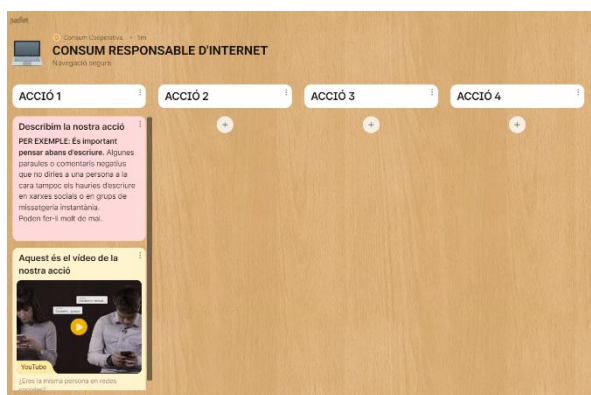 padlet
Consum Cooperativa • 1m
CONSUM RESPONSABLE D'INTERNET
Navegació segura
ACCIÓ 1
ACCIÓ 2
ACCIÓ 3
ACCIÓ 4
Describim la nostra acció
PER EXEMPLE: És important
pensar abans d'escriure. Algunes
paraules o comentaris negatius
que no diries a una persona a la
cara tampoc els hauries d'escriure
en xarxes socials o en grups de
missatgeria instantània.
Poden fer-li molt de mal.
Aquest és el vídeo de la
nostra acció
YouTube
¿Eres la misma persona en redes